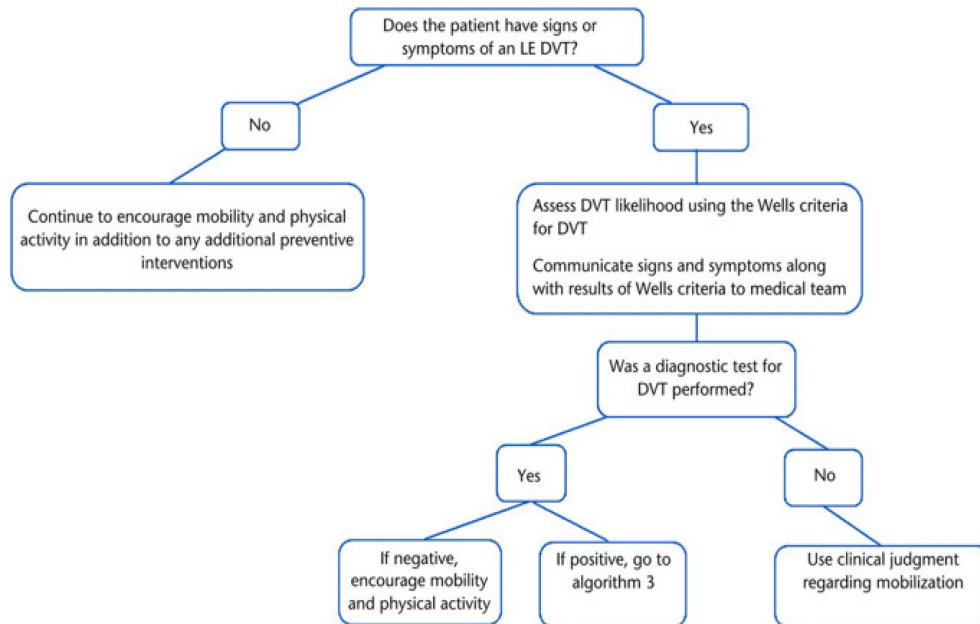 Does the patient have signs or
symptoms of an LE DVT?
No
Yes
Continue to encourage mobility and physical
activity in addition to any additional preventive
interventions
Assess DVT likelihood using the Wells criteria
for DVT
Communicate signs and symptoms along
with results of Wells criteria to medical team
Was a diagnostic test for
DVT performed?
Yes
No
If negative,
encourage mobility
and physical activity
If positive, go to
algorithm 3
Use clinical judgment
regarding mobilization